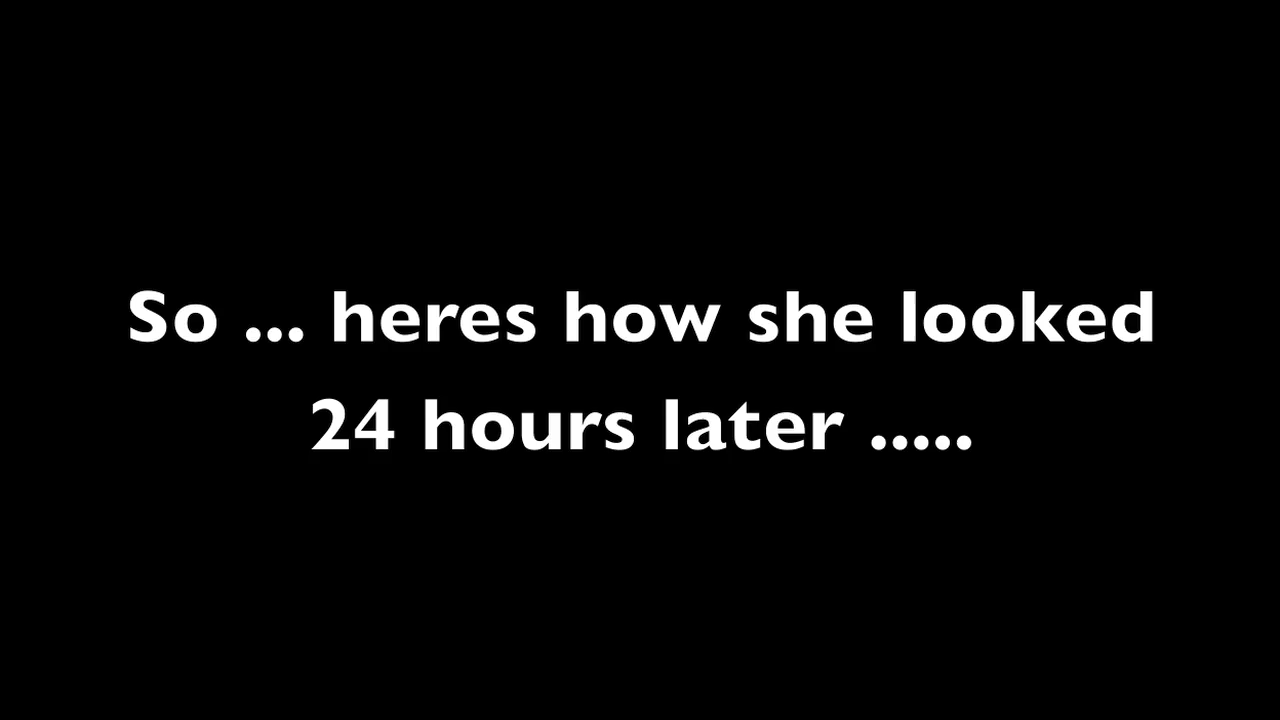 So ... heres how she looked
24 hours later .....